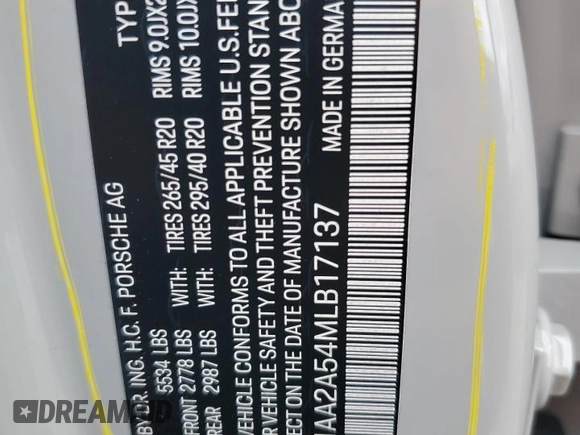 BY DR. ING. H.C. F. PORSCHE AG TYP
5534 LBS
FRONT 2778 LBS WITH: TIRES 265/45 R20 RIMS 9.0JX2
REAR 2987 LBS WITH: TIRES 295/40 R20 RIMS 10.0JX
VEHICLE CONFORMS TO ALL APPLICABLE U.S. FE
VEHICLE SAFETY AND THEFT PREVENTION STAN
ECT ON THE DATE OF MANUFACTURE SHOWN ABO
MADE IN GERMA
AA2A54MLB17137
DEALERSHIP.COM